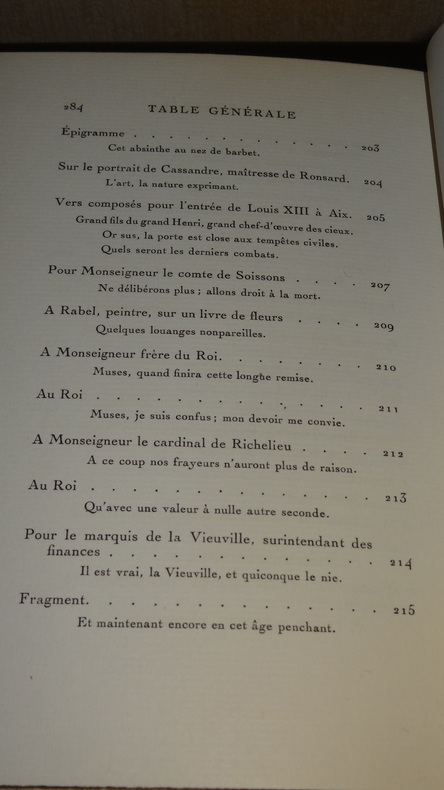 284 TABLE GÉNÉRALE
Épigramme . . . . . . . . . . . . 203
Cet absinthe au nez de barbet.
Sur le portrait de Cassandre, maîtresse de Ronsard. 204
L'art, la nature exprimant.
Vers composés pour l'entrée de Louis XIII à Aix. 205
Grand fils du grand Henri, grand chef-d'œuvre des cieux.
Or sus, la porte est close aux tempêtes civiles.
Quels seront les derniers combats.
Pour Monseigneur le comte de Soissons . . . . 207
Ne délibérons plus ; allons droit à la mort.
A Rabel, peintre, sur un livre de fleurs . . . . 209
Quelques louanges nonpareilles.
A Monseigneur frère du Roi. . . . . . . 210
Muses, quand finira cette longhe remise.
Au Roi . . . . . . . . . . . . . 211
Muses, je suis confus ; mon devoir me convie.
A Monseigneur le cardinal de Richelieu . . . . 212
A ce coup nos frayeurs n'auront plus de raison.
Au Roi . . . . . . . . . . . . . 213
Qu'avec une valeur à nulle autre seconde.
Pour le marquis de la Vieuville, surintendant des
finances . . . . . . . . . . . . 214
Il est vrai, la Vieuville, et quiconque le nie.
Fragment. . . . . . . . . . . . . 215
Et maintenant encore en cet âge penchant.